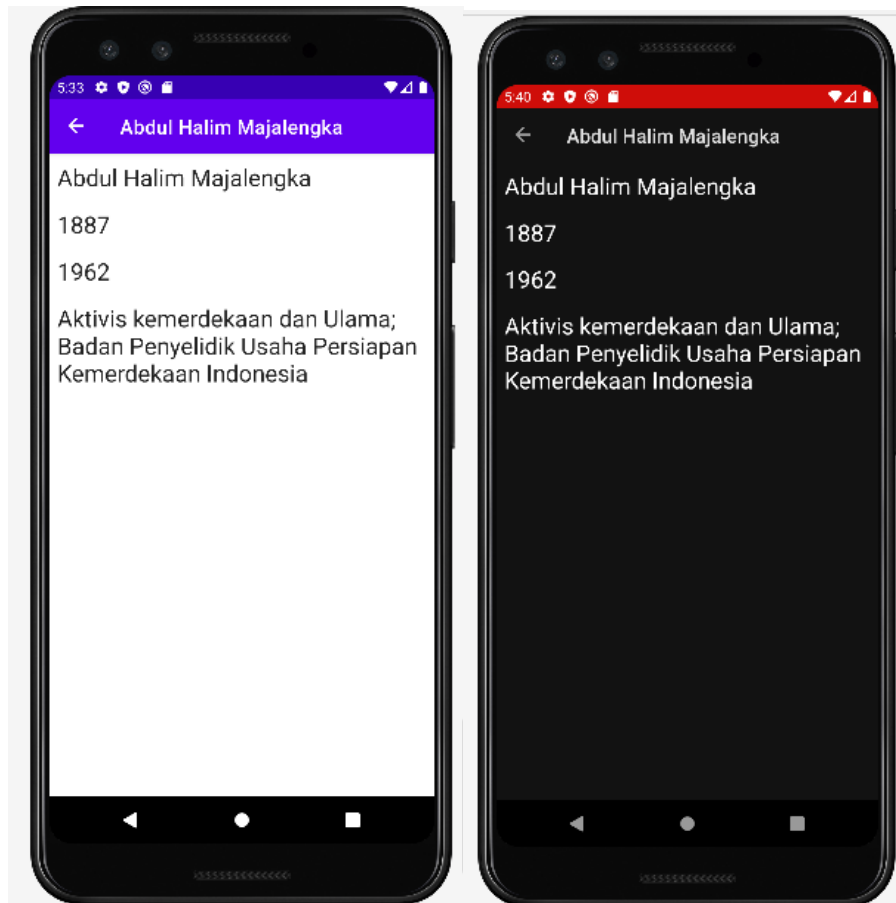 5:33
Abdul Halim Majalengka
Abdul Halim Majalengka
1887
1962
Aktivis kemerdekaan dan Ulama;
Badan Penyelidik Usaha Persiapan
Kemerdekaan Indonesia
5:40
Abdul Halim Majalengka
Abdul Halim Majalengka
1887
1962
Aktivis kemerdekaan dan Ulama;
Badan Penyelidik Usaha Persiapan
Kemerdekaan Indonesia